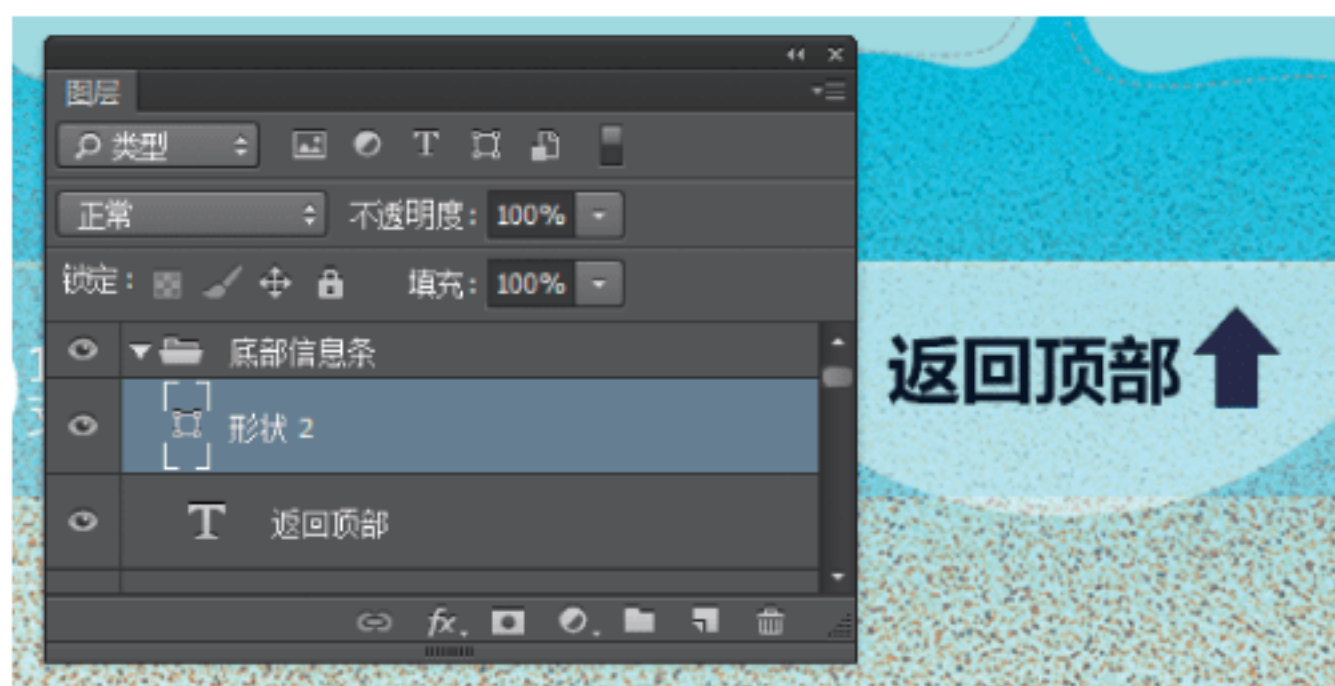 图层
类型
正常 不透明度: 100%
锁定: 填充: 100%
底部信息条
形状 2
返回顶部
fx.
返回顶部